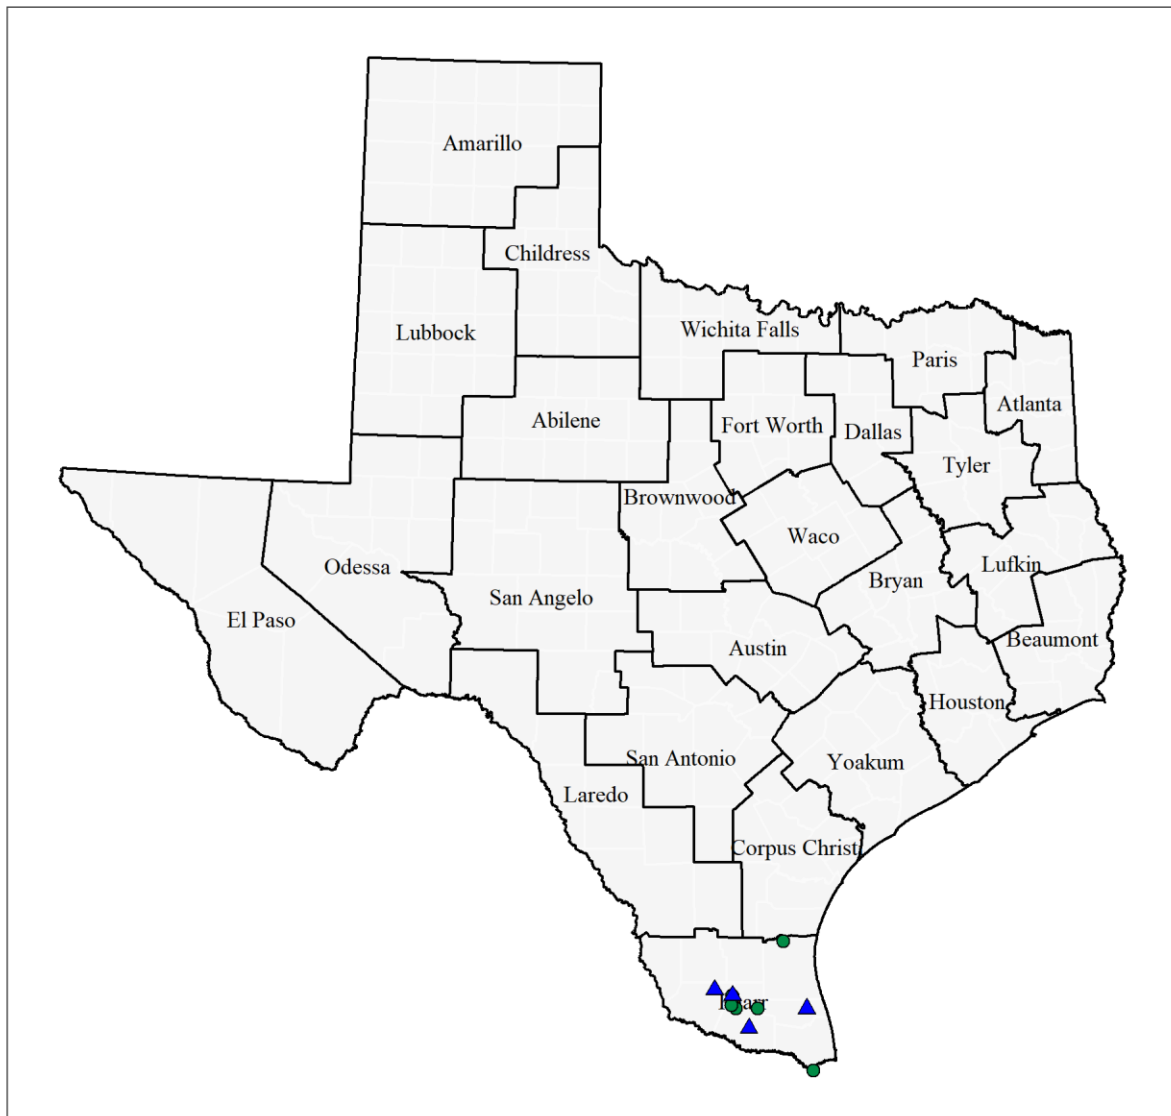 Amarillo
Childress
Lubbock
Wichita Falls
Paris
Atlanta
Abilene
Fort Worth
Dallas
Tyler
Brownwood
Waco
Odessa
San Angelo
Bryan
Lufkin
El Paso
Austin
Beaumont
Houston
San Antonio
Yoakum
Laredo
Corpus Christ